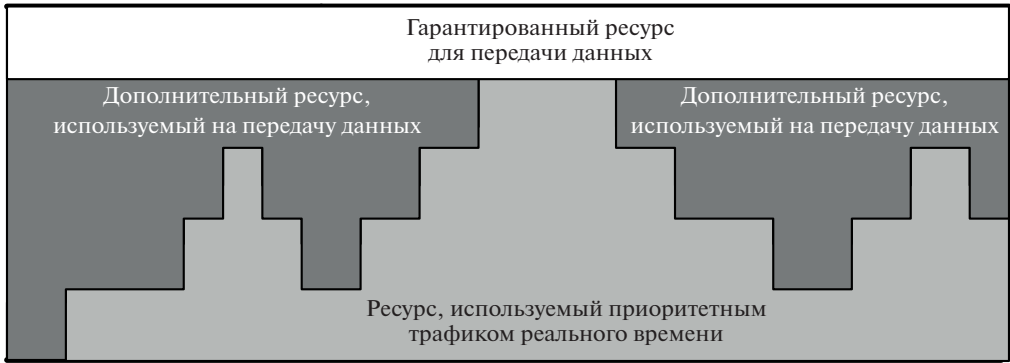 Гарантированный ресурс
для передачи данных
Дополнительный ресурс,
используемый на передачу данных
Дополнительный ресурс,
используемый на передачу данных
Ресурс, используемый приоритетным
трафиком реального времени